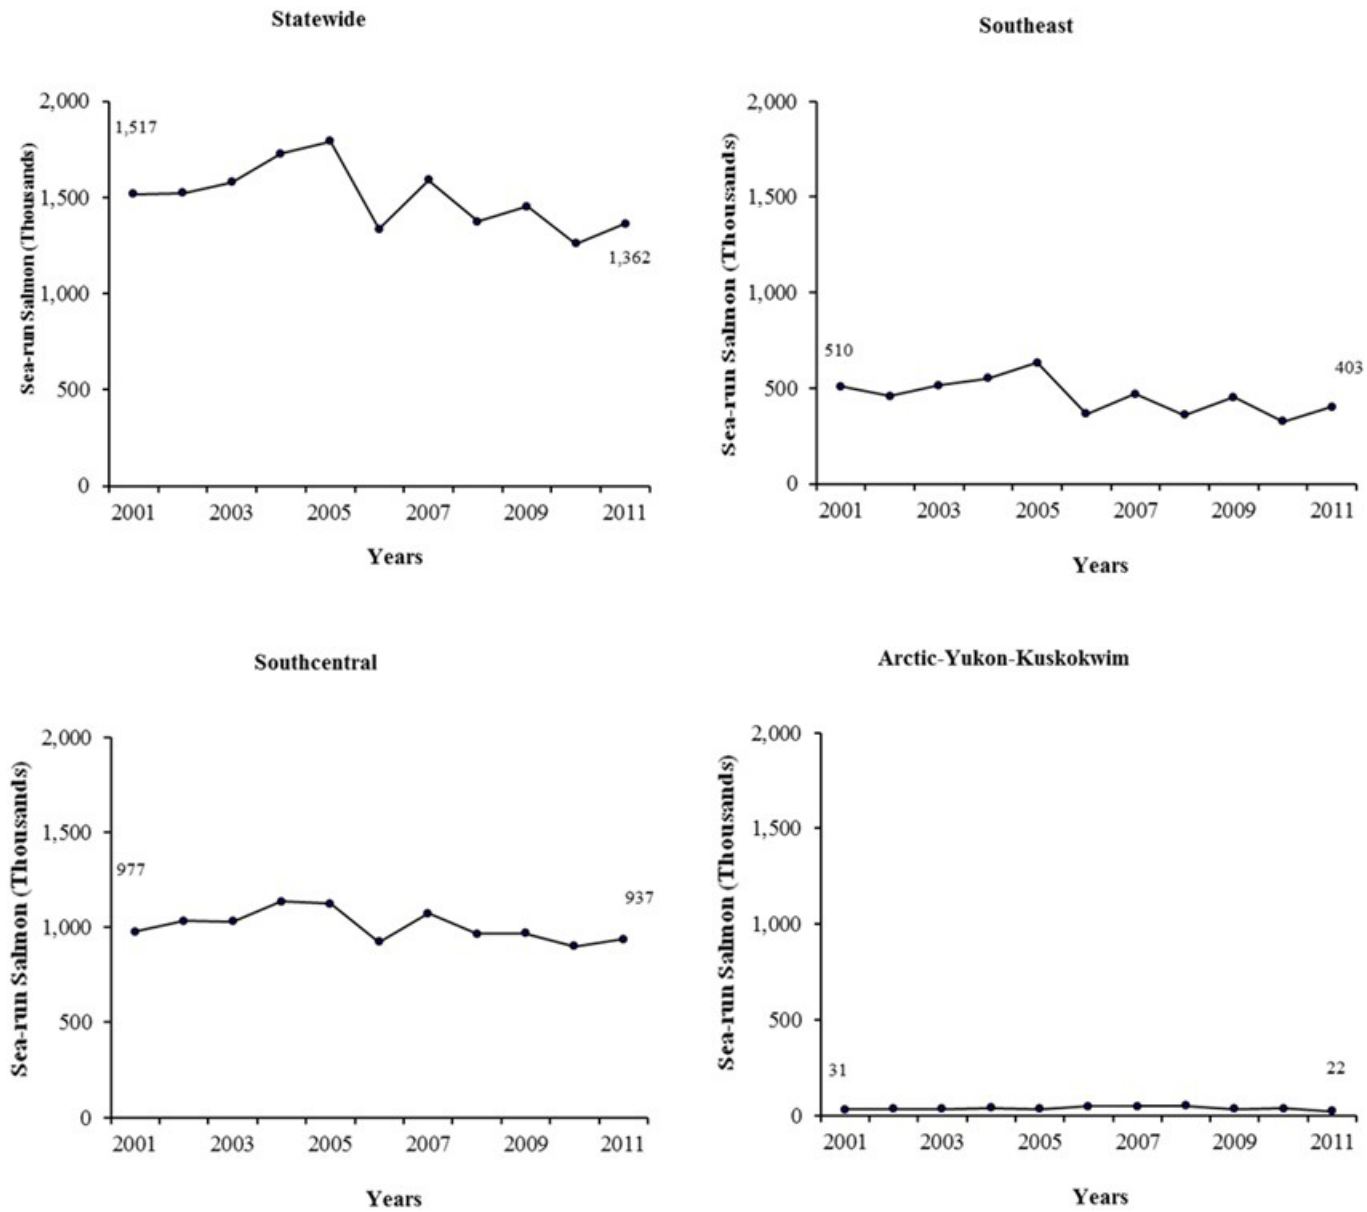 Statewide
Sea-run Salmon (Thousands)
2,000
1,500
1,000
500
0
1,517
1,362
2001 2003 2005 2007 2009 2011
Years
Southeast
Sea-run Salmon (Thousands)
2,000
1,500
1,000
500
0
510
403
2001 2003 2005 2007 2009 2011
Years
Southcentral
Sea-run Salmon (Thousands)
2,000
1,500
1,000
500
0
977
937
2001 2003 2005 2007 2009 2011
Years
Arctic-Yukon-Kuskokwim
Sea-run Salmon (Thousands)
2,000
1,500
1,000
500
0
31
22
2001 2003 2005 2007 2009 2011
Years